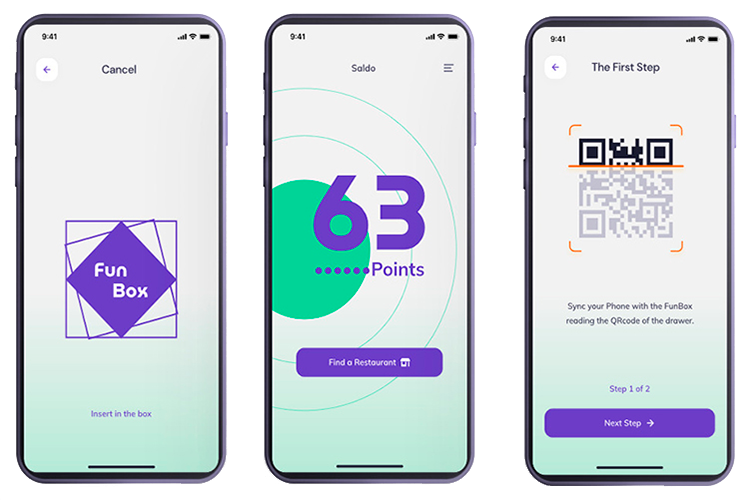 9:41
Cancel
Fun
Box
Insert in the box
9:41
Saldo
63
Points
Find a Restaurant
9:41
The First Step
Sync your Phone with the FunBox
reading the QRcode of the drawer.
Step 1 of 2
Next Step